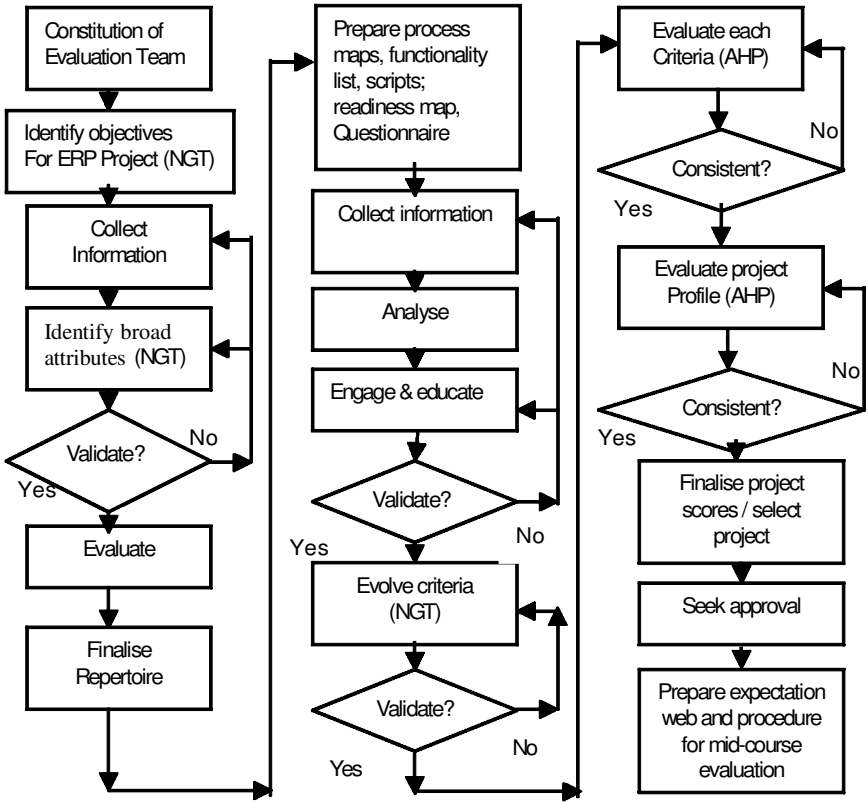 Constitution of
Evaluation Team
Identify objectives
For ERP Project (NGT)
Collect
Information
Identify broad
attributes (NGT)
Validate?
No
Yes
Evaluate
Finalise
Repertoire
Prepare process
maps, functionality
list, scripts;
readiness map,
Questionnaire
Collect information
Analyse
Engage & educate
Validate?
No
Yes
Evolve criteria
(NGT)
Validate?
No
Yes
Evaluate each
Criteria (AHP)
No
Consistent?
Yes
Evaluate project
Profile (AHP)
No
Consistent?
Yes
Finalise project
scores / select
project
Seek approval
Prepare expectation
web and procedure
for mid-course
evaluation